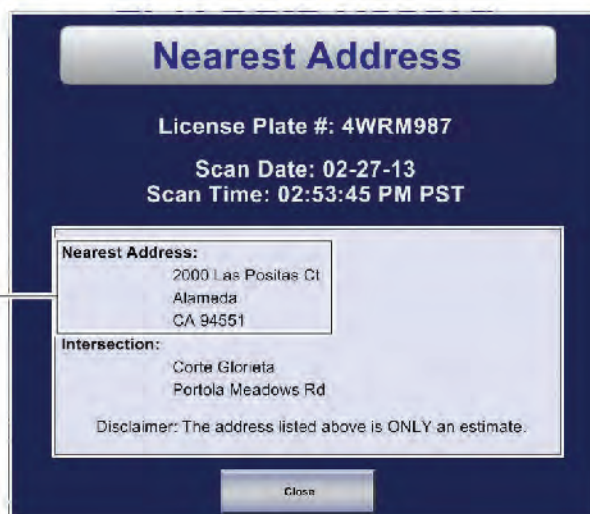 Nearest Address
License Plate #: 4WRM987
Scan Date: 02-27-13
Scan Time: 02:53:45 PM PST
Nearest Address:
2000 Las Positas Ct
Alameda
CA 94551
Intersection:
Corte Glorieta
Portola Meadows Rd
Disclaimer: The address listed above is ONLY an estimate.
Close